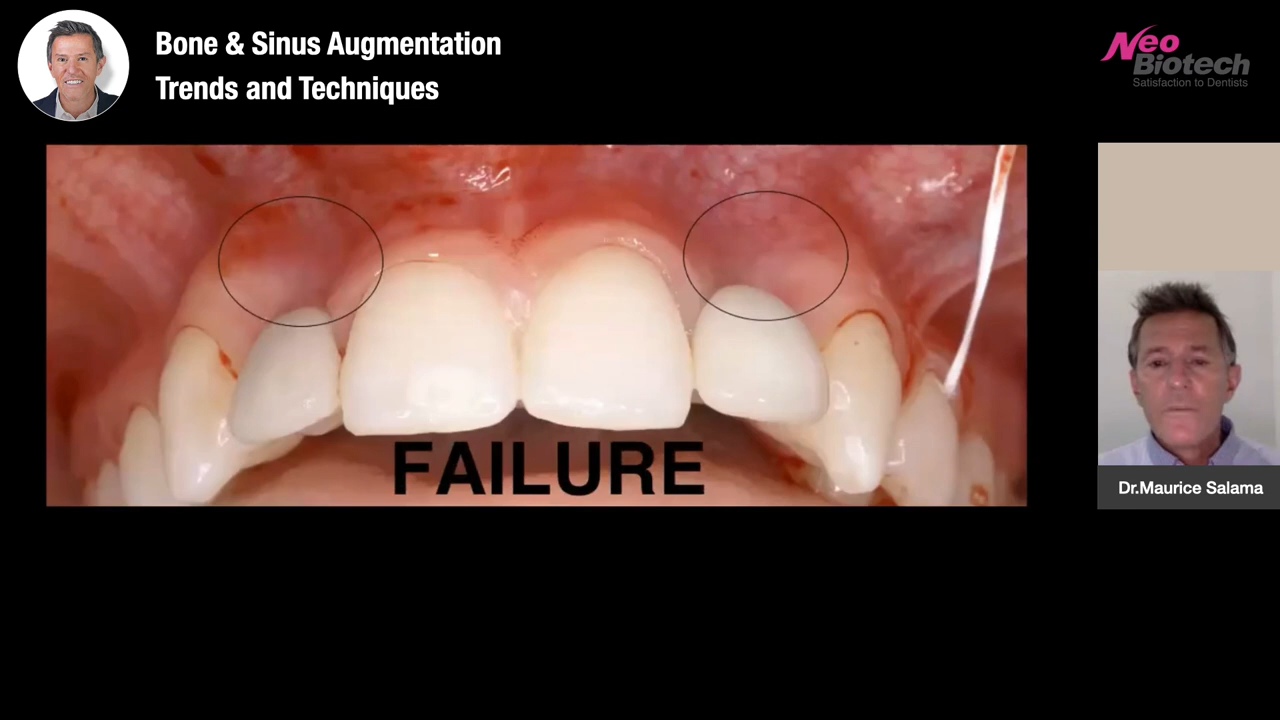 Bone & Sinus Augmentation
Trends and Techniques
Neo
Biotech
Satisfaction to Dentists
FAILURE
Dr.Maurice Salama